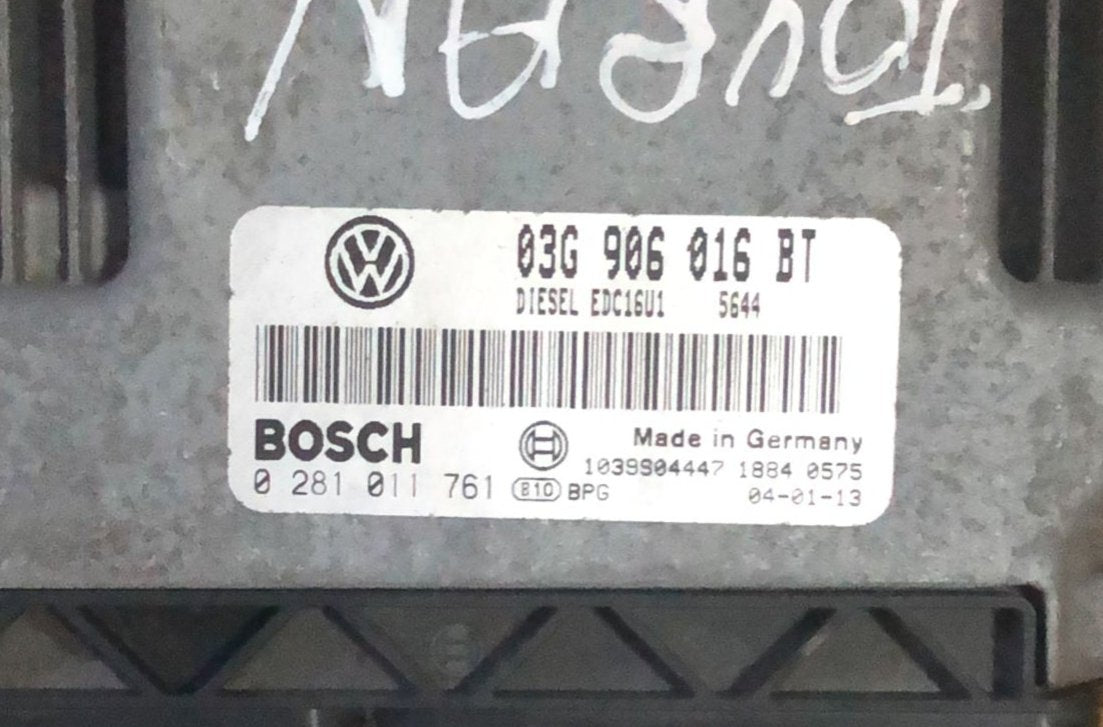 TOURAN
03G 906 016 BT
DIESEL EDC16U1 5644
BOSCH
Made in Germany
1039S04447 1884 0575
0 281 011 761 B10 BPG
04-01-13